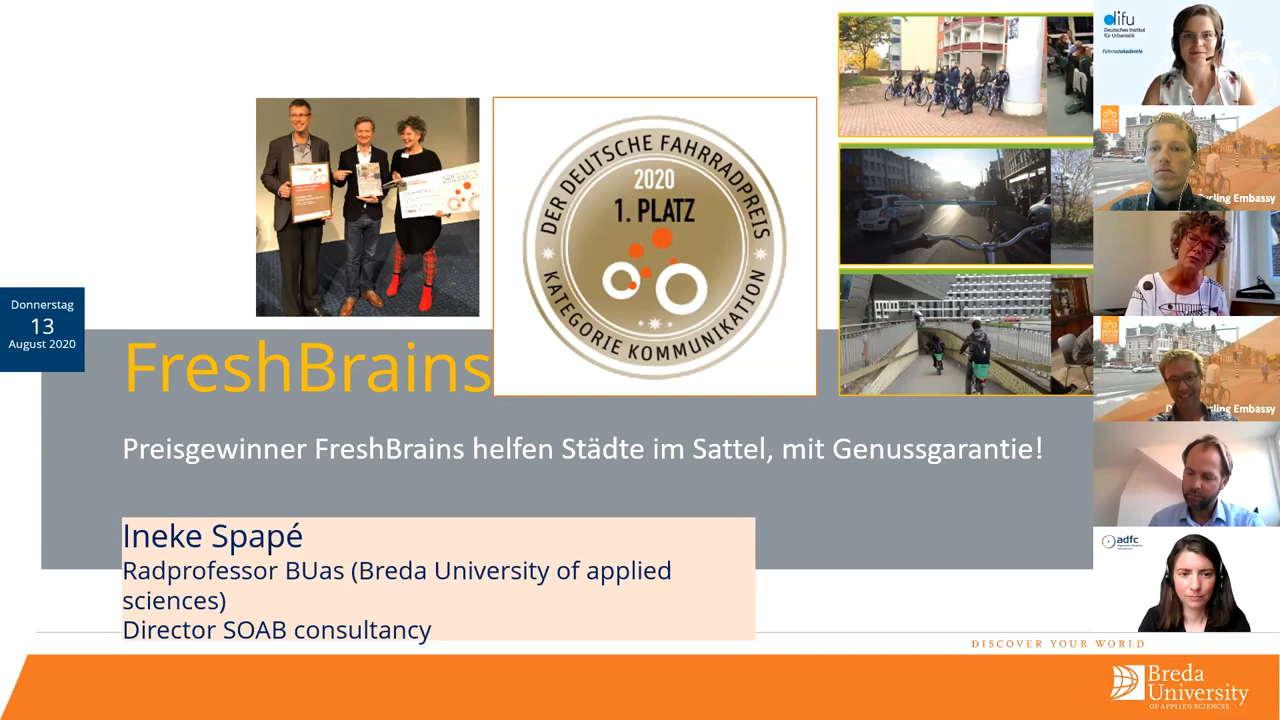 DER DEUTSCHE FAHRRADPREIS
2020
1. PLATZ
KATEGORIE KOMMUNIKATION
Donnerstag
13
August 2020
FreshBrains
Preisgewinner FreshBrains helfen Städte im Sattel, mit Genussgarantie!
Ineke Spapé
Radprofessor BUas (Breda University of applied
sciences)
Director SOAB consultancy
DISCOVER YOUR WORLD
Breda
University
OF APPLIED SCIENCES
difu
Deutsches Institut
für Urbanistik
Fahrradakademie
Cycling Embassy
Cycling Embassy
adfc